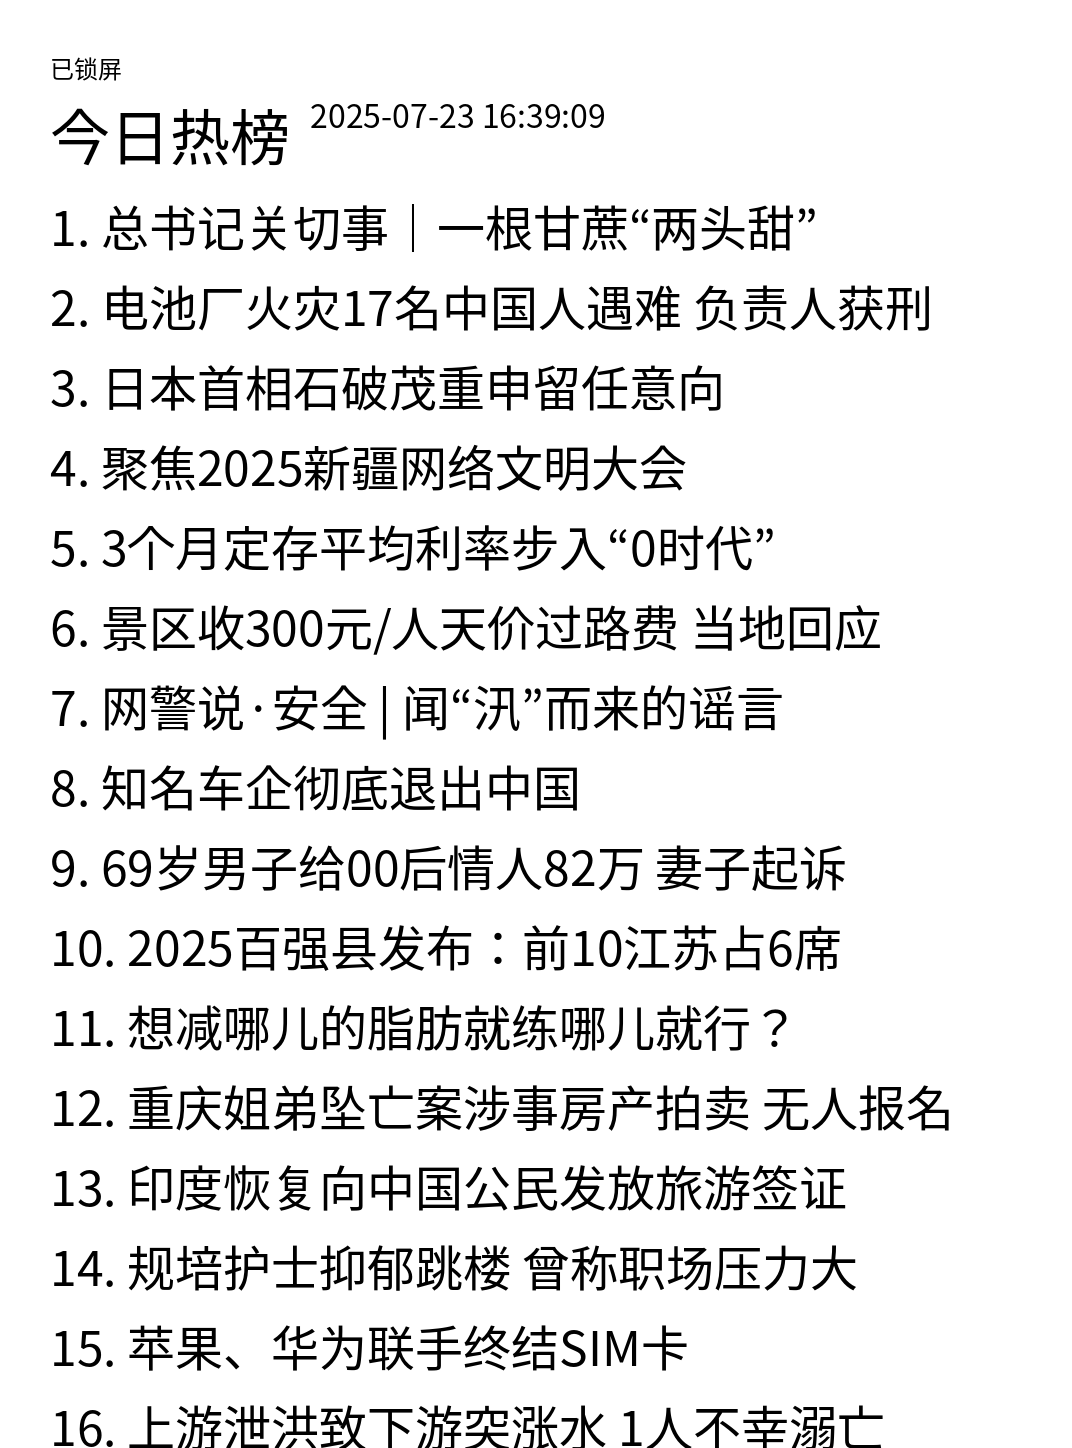 已锁屏
今日热榜 2025-07-23 16:39:09
1. 总书记关切事｜一根甘蔗“两头甜”
2. 电池厂火灾17名中国人遇难 负责人获刑
3. 日本首相石破茂重申留任意向
4. 聚焦2025新疆网络文明大会
5. 3个月定存平均利率步入“0时代”
6. 景区收300元/人天价过路费 当地回应
7. 网警说·安全 | 闻“汛”而来的谣言
8. 知名车企彻底退出中国
9. 69岁男子给00后情人82万 妻子起诉
10. 2025百强县发布：前10江苏占6席
11. 想减哪儿的脂肪就练哪儿就行？
12. 重庆姐弟坠亡案涉事房产拍卖 无人报名
13. 印度恢复向中国公民发放旅游签证
14. 规培护士抑郁跳楼 曾称职场压力大
15. 苹果、华为联手终结SIM卡
16. 上游泄洪致下游突涨水 1人不幸溺亡